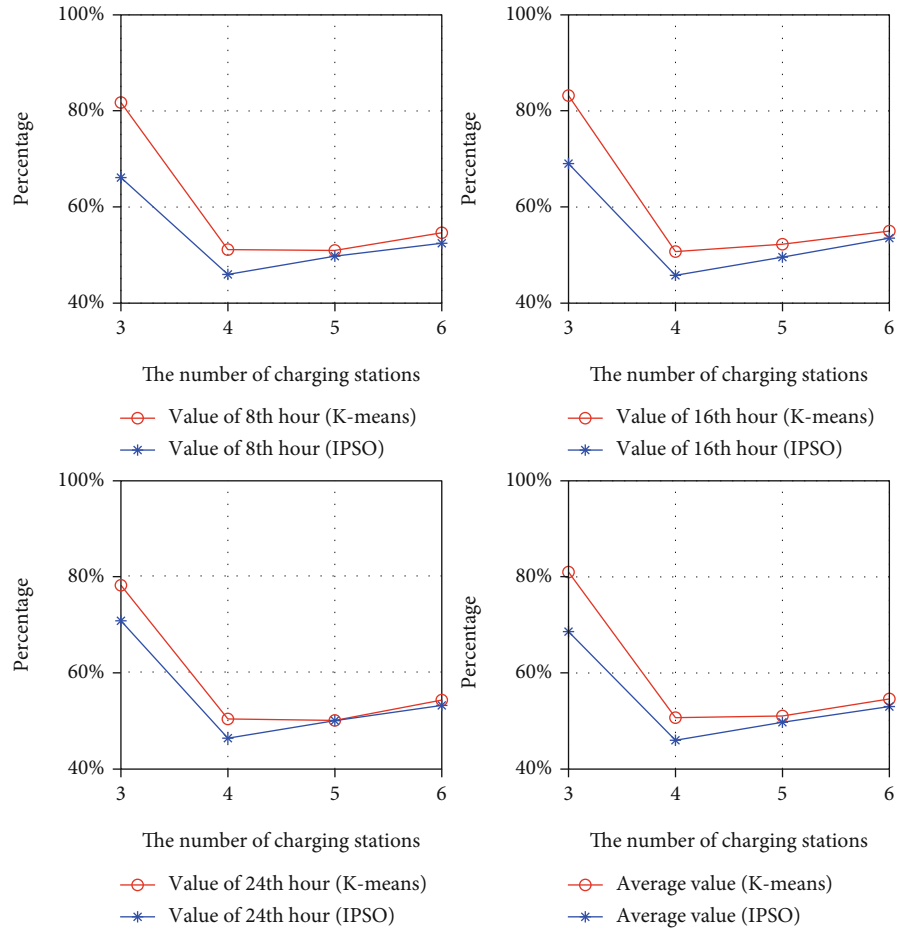 100%
80%
60%
40%
Percentage
3 4 5 6
The number of charging stations
Value of 8th hour (K-means)
Value of 8th hour (IPSO)
100%
80%
60%
40%
Percentage
3 4 5 6
The number of charging stations
Value of 16th hour (K-means)
Value of 16th hour (IPSO)
100%
80%
60%
40%
Percentage
3 4 5 6
The number of charging stations
Value of 24th hour (K-means)
Value of 24th hour (IPSO)
100%
80%
60%
40%
Percentage
3 4 5 6
The number of charging stations
Average value (K-means)
Average value (IPSO)